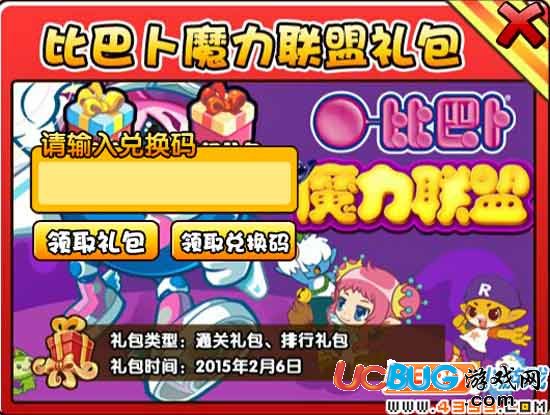 比巴卜魔力联盟礼包
请输入兑换码
比巴卜
魔力联盟
领取礼包
领取兑换码
R
礼包类型：通关礼包、排行礼包
礼包时间：2015年2月6日
UCBUG游戏网
.com